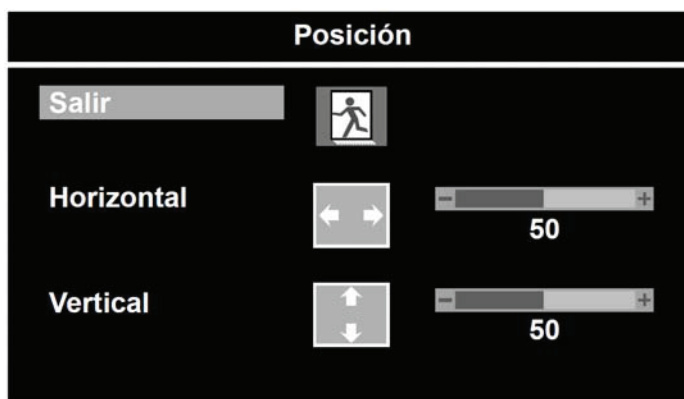 Posición
Salir
Horizontal
- +
50
Vertical
- +
50